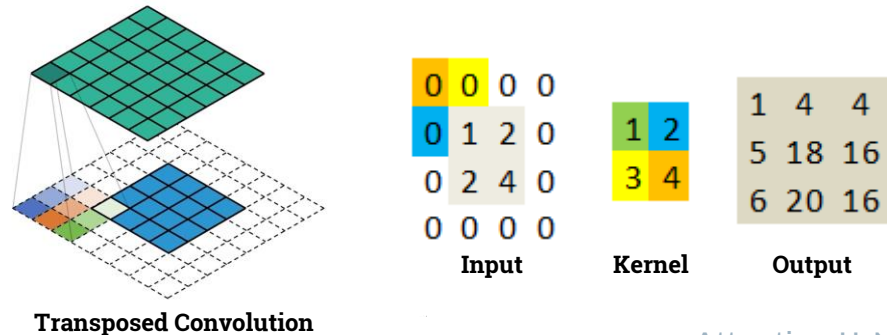 0 0 0 0
0 1 2 0
0 2 4 0
0 0 0 0
Input
1 2
3 4
Kernel
1 4 4
5 18 16
6 20 16
Output
Transposed Convolution